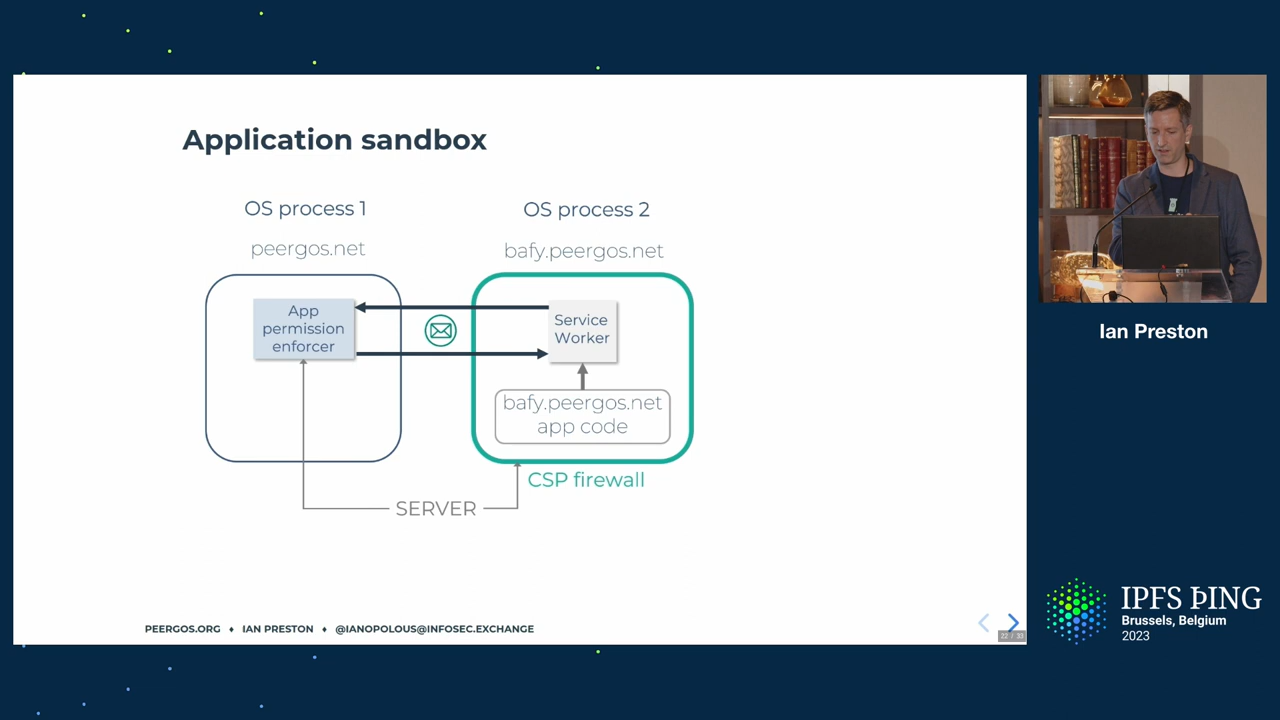 Application sandbox
OS process 1
OS process 2
peergos.net
bafy.peergos.net
App
permission
enforcer
Service
Worker
bafy.peergos.net
app code
CSP firewall
SERVER
PEERGOS.ORG ♦ IAN PRESTON ♦ @IANOPOLOUS@INFOSEC.EXCHANGE
22 / 33
Ian Preston
IPFS ÞING
Brussels, Belgium
2023